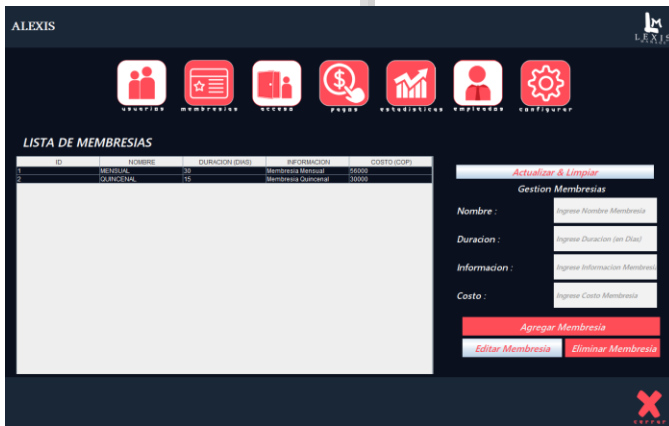 ALEXIS
LEXIS
usuarios membresias acceso pagos estadisticas empleados configurar
LISTA DE MEMBRESIAS
ID NOMBRE DURACION (DIAS) INFORMACION COSTO (COP)
1 MENSUAL 30 Membresia Mensual 56000
2 QUINCENAL 15 Membresia Quincenal 30000
Actualizar & Limpiar
Gestion Membresias
Nombre : Ingrese Nombre Membresia
Duracion : Ingrese Duracion (en Dias)
Informacion : Ingrese Informacion Membresia
Costo : Ingrese Costo Membresia
Agregar Membresia
Editar Membresia Eliminar Membresia
cerrar